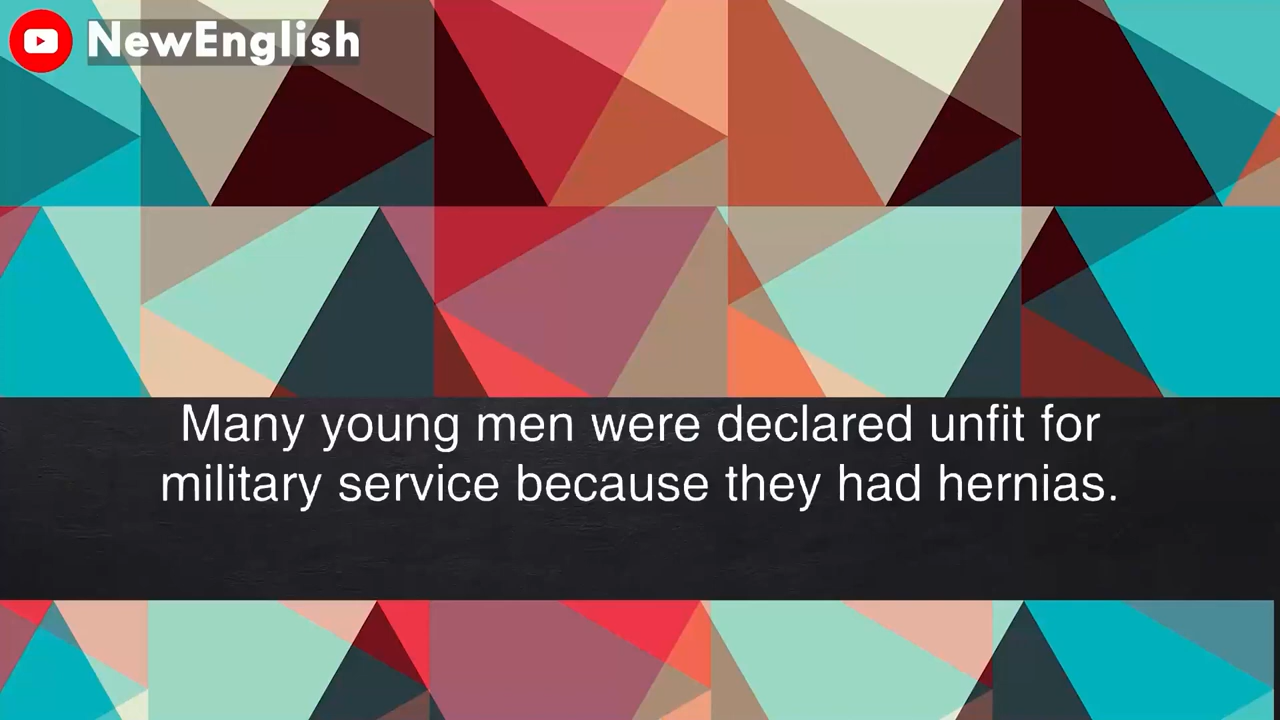 NewEnglish
Many young men were declared unfit for
military service because they had hernias.